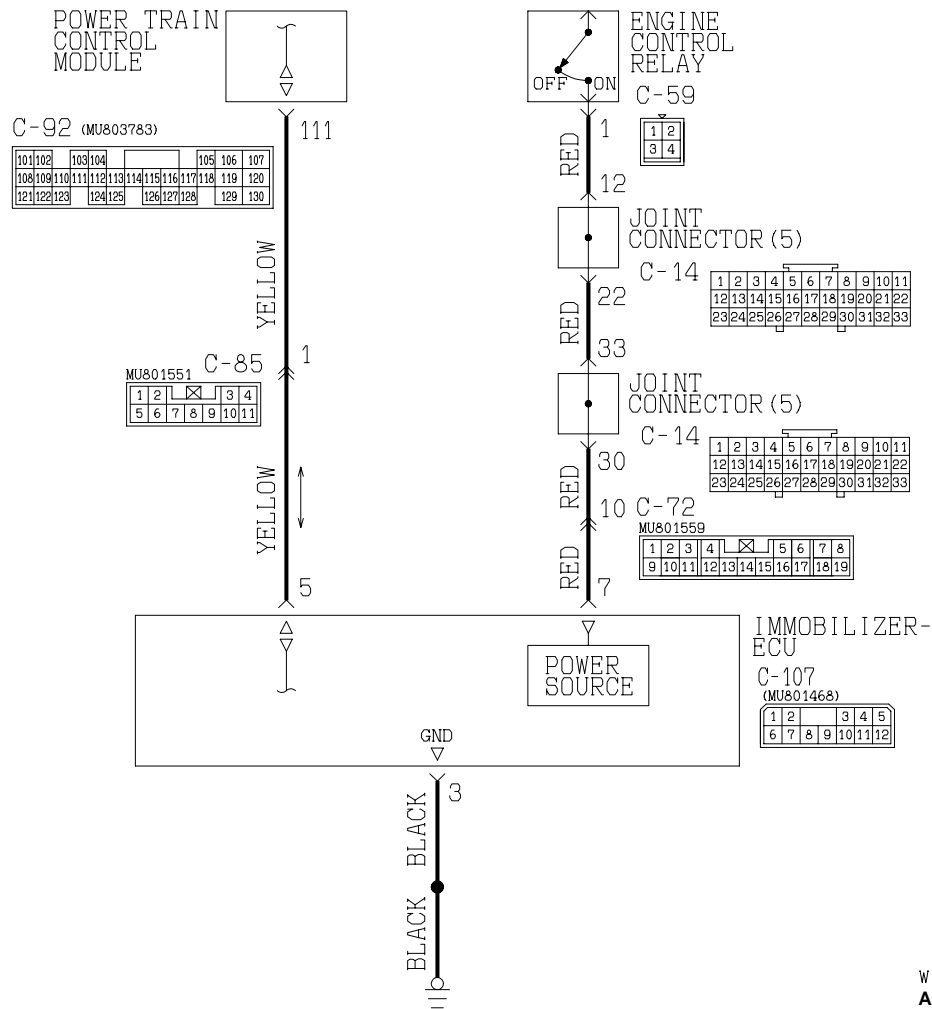 POWER TRAIN
CONTROL
MODULE
ENGINE
CONTROL
RELAY
OFF ON
C-59
1 2
3 4
C-92 (MU803783)
111
1
101 102 103 104 105 106 107
108 109 110 111 112 113 114 115 116 117 118 119 120
121 122 123 124 125 126 127 128 129 130
RED
12
JOINT
CONNECTOR(5)
C-14
1 2 3 4 5 6 7 8 9 10 11
12 13 14 15 16 17 18 19 20 21 22
23 24 25 26 27 28 29 30 31 32 33
YELLOW
22
RED
33
C-85
1
MU801551
1 2 3 4
5 6 7 8 9 10 11
JOINT
CONNECTOR(5)
C-14
1 2 3 4 5 6 7 8 9 10 11
12 13 14 15 16 17 18 19 20 21 22
23 24 25 26 27 28 29 30 31 32 33
YELLOW
30
RED
10 C-72
MU801559
1 2 3 4 5 6 7 8
9 10 11 12 13 14 15 16 17 18 19
RED
5
7
IMMOBILIZER-
ECU
C-107
(MU801468)
1 2 3 4 5
6 7 8 9 10 11 12
POWER
SOURCE
GND
3
BLACK
BLACK
W
A